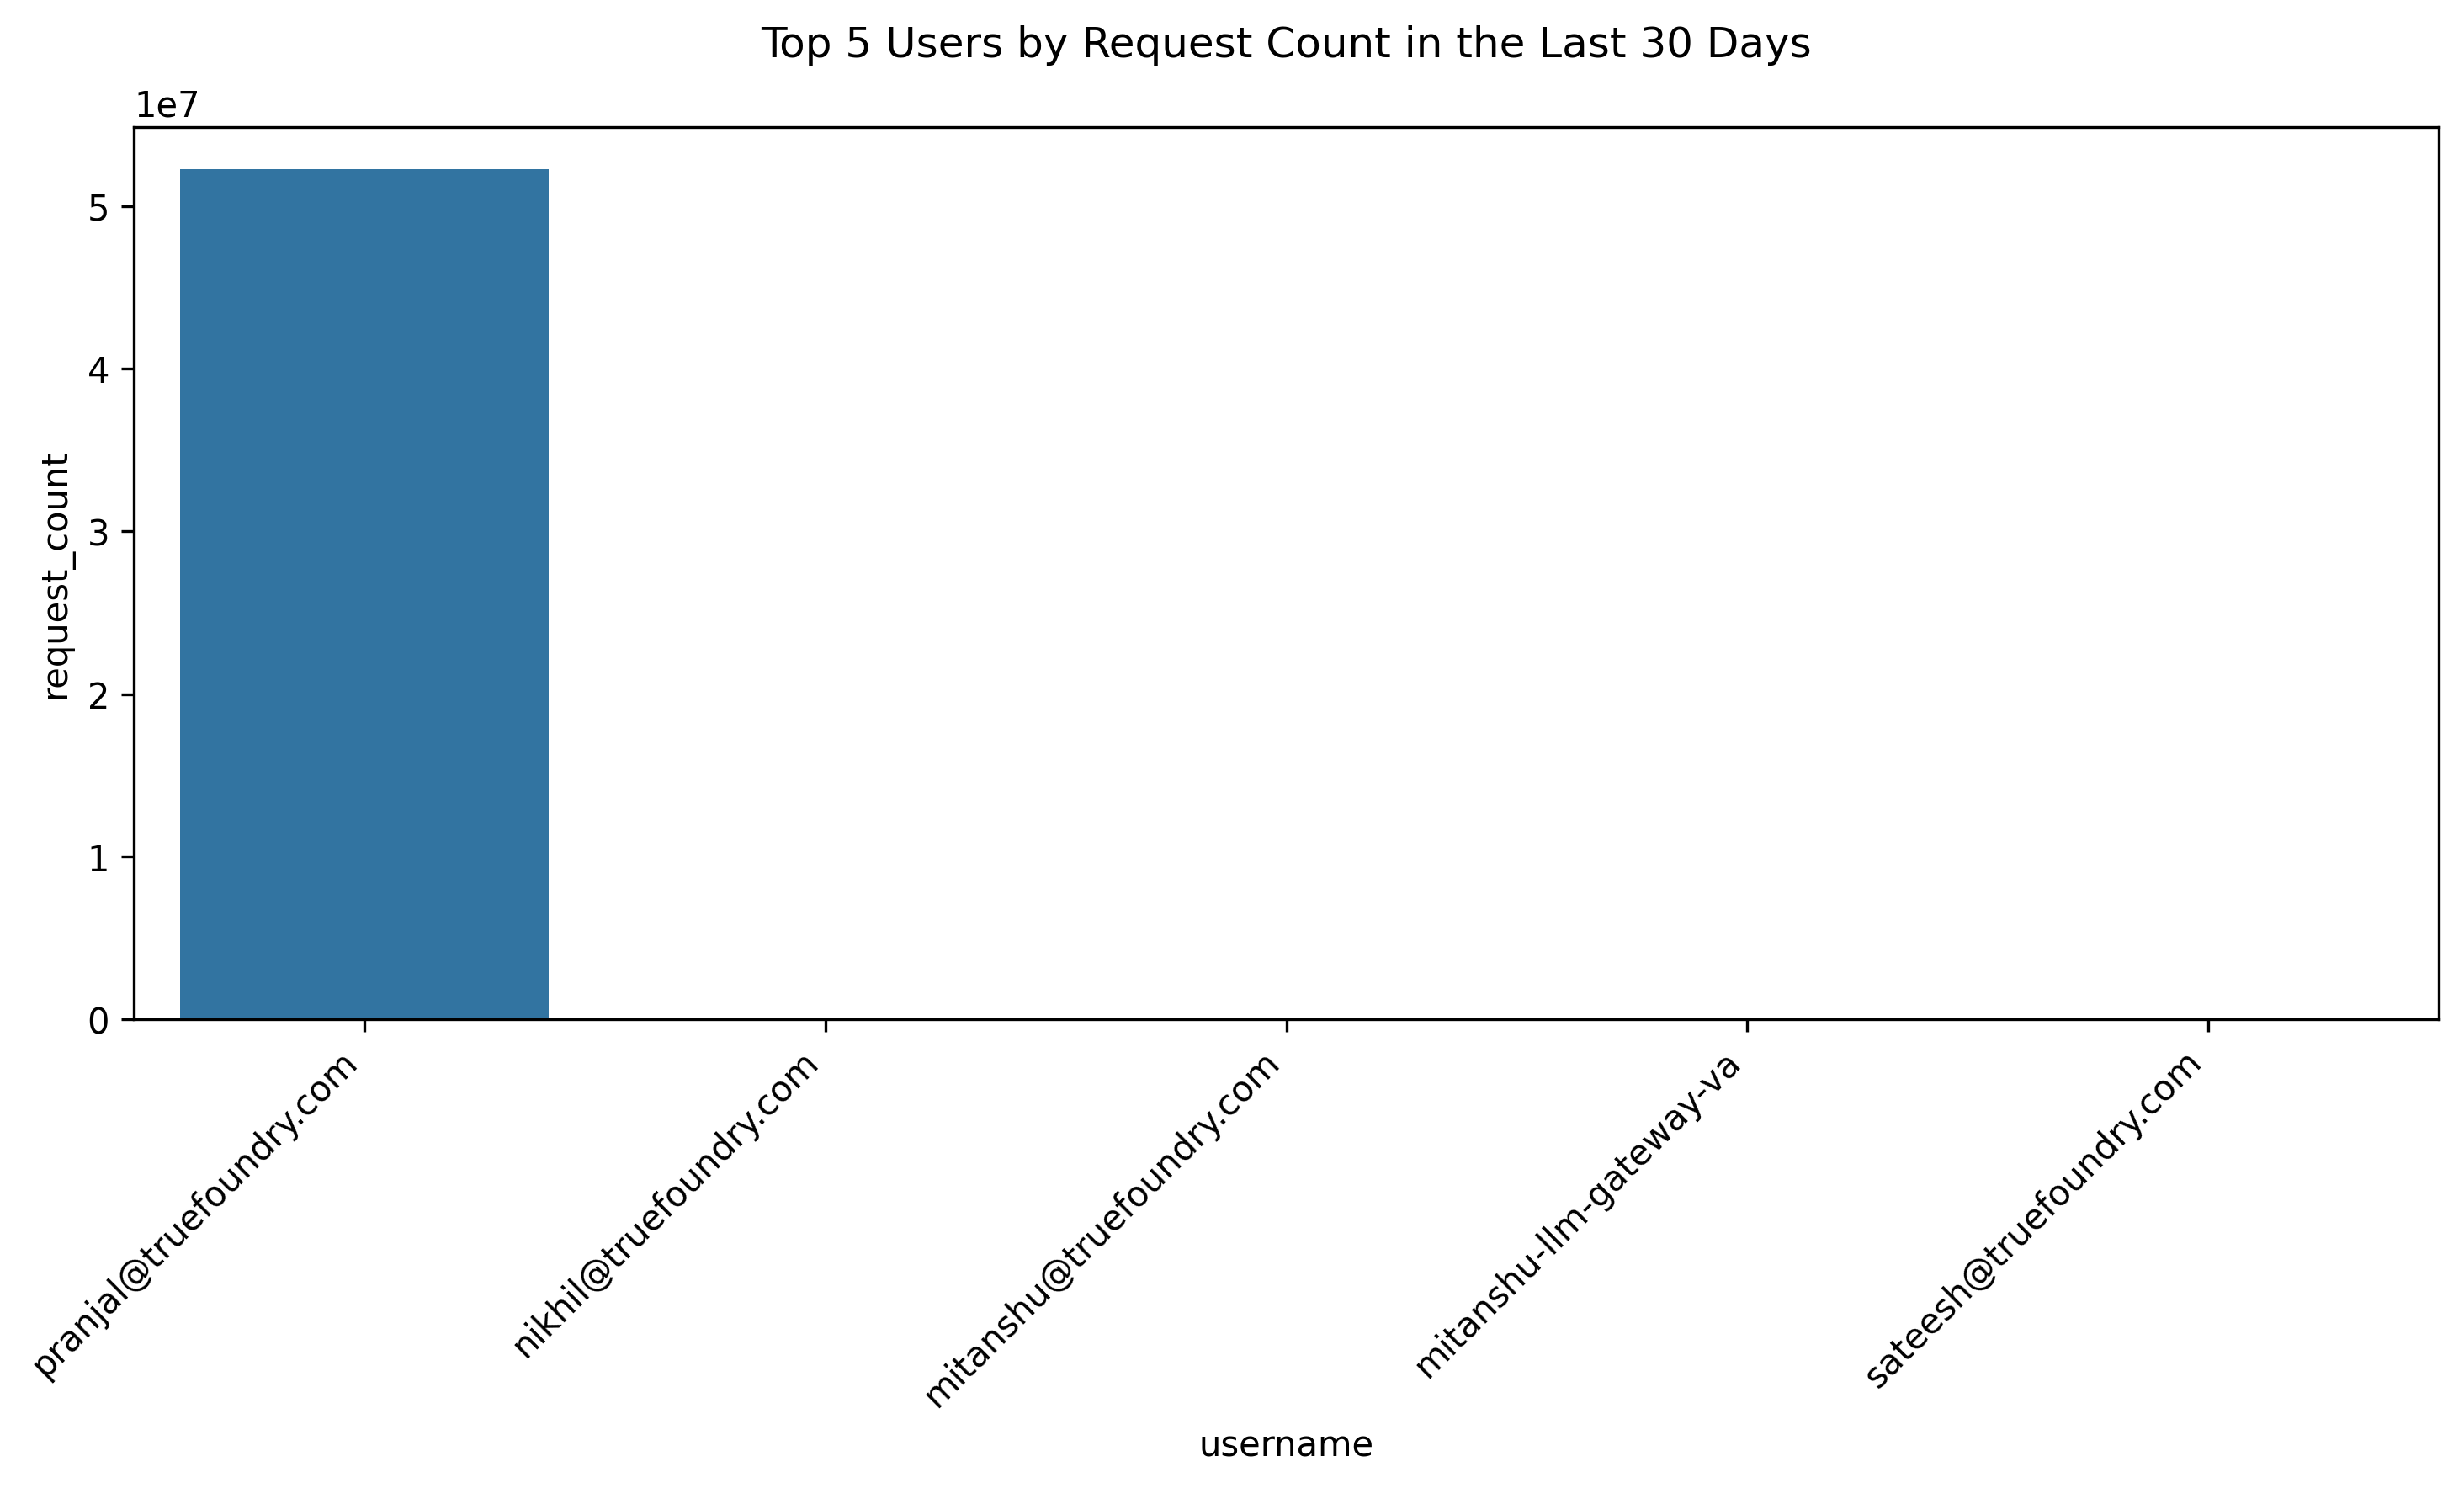 Top 5 Users by Request Count in the Last 30 Days
1e7
5
4
3
2
1
0
request_count
pranjal@truefoundry.com
nikhil@truefoundry.com
mitanshu@truefoundry.com
mitanshu-llm-gateway-va
sateesh@truefoundry.com
username